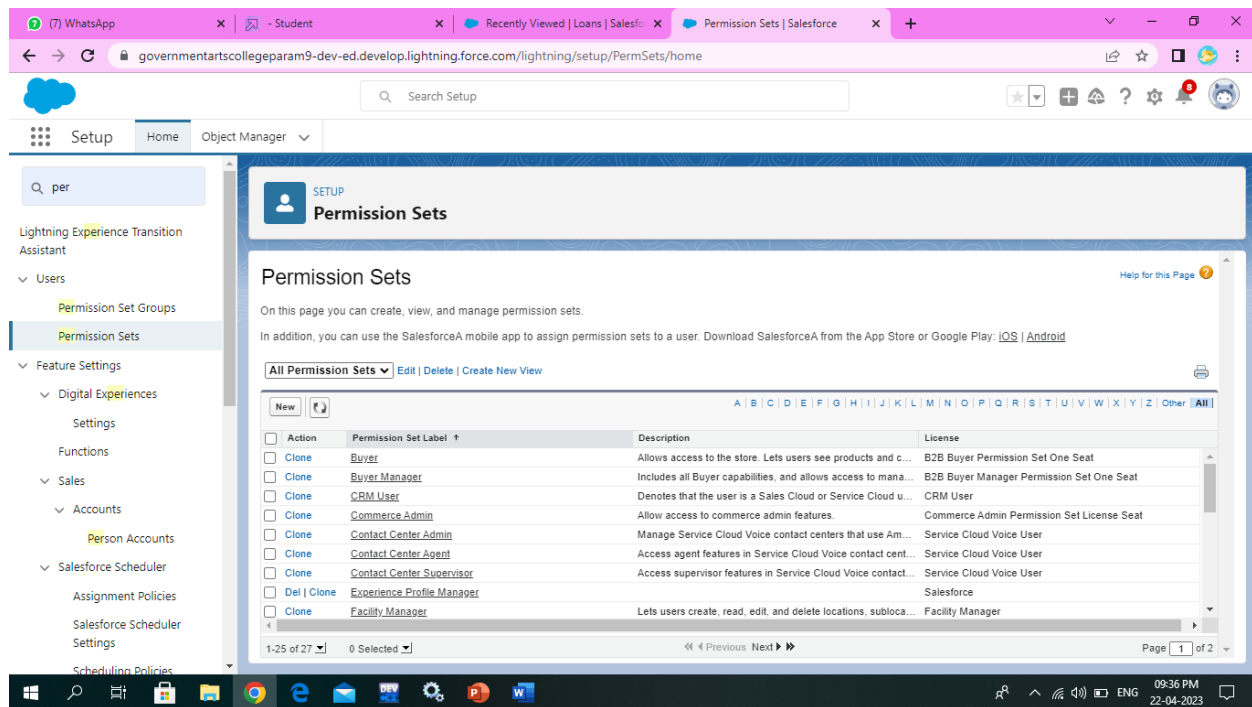 (7) WhatsApp
- Student
Recently Viewed | Loans | Salesfo
Permission Sets | Salesforce
governmentartscollegeparam9-dev-ed.develop.lightning.force.com/lightning/setup/PermSets/home
Search Setup
8
Setup
Home
Object Manager
per
Lightning Experience Transition
Assistant
Users
Permission Set Groups
Permission Sets
Feature Settings
Digital Experiences
Settings
Functions
Sales
Accounts
Person Accounts
Salesforce Scheduler
Assignment Policies
Salesforce Scheduler
Settings
Scheduling Policies
SETUP
Permission Sets
Permission Sets
Help for this Page
On this page you can create, view, and manage permission sets.
In addition, you can use the SalesforceA mobile app to assign permission sets to a user. Download SalesforceA from the App Store or Google Play: iOS | Android
All Permission Sets Edit | Delete | Create New View
New A | B | C | D | E | F | G | H | I | J | K | L | M | N | O | P | Q | R | S | T | U | V | W | X | Y | Z | Other All
Action Permission Set Label ↑ Description License
Clone Buyer Allows access to the store. Lets users see products and c... B2B Buyer Permission Set One Seat
Clone Buyer Manager Includes all Buyer capabilities, and allows access to mana... B2B Buyer Manager Permission Set One Seat
Clone CRM User Denotes that the user is a Sales Cloud or Service Cloud u... CRM User
Clone Commerce Admin Allow access to commerce admin features. Commerce Admin Permission Set License Seat
Clone Contact Center Admin Manage Service Cloud Voice contact centers that use Am... Service Cloud Voice User
Clone Contact Center Agent Access agent features in Service Cloud Voice contact cent... Service Cloud Voice User
Clone Contact Center Supervisor Access supervisor features in Service Cloud Voice contact... Service Cloud Voice User
Del | Clone Experience Profile Manager Salesforce
Clone Facility Manager Lets users create, read, edit, and delete locations, subloca... Facility Manager
1-25 of 27 0 Selected Previous Next Page 1 of 2
DEV
ENG
09:36 PM
22-04-2023